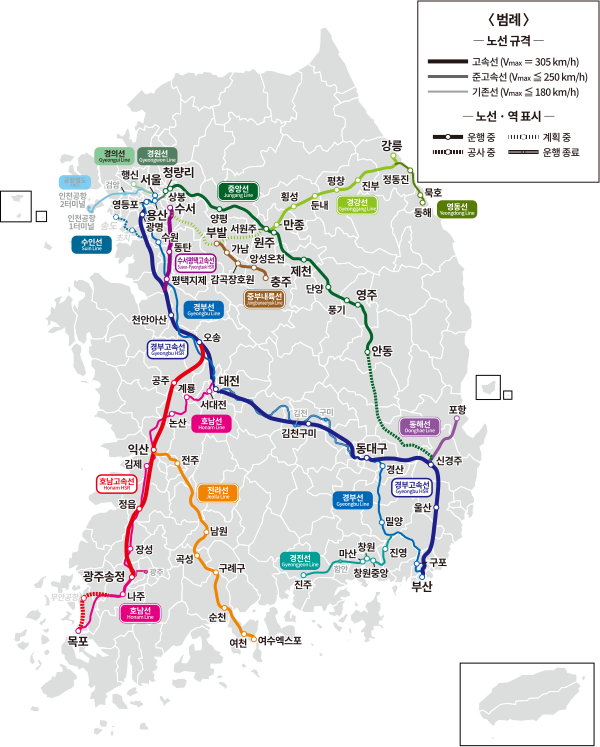 〈 범례 〉
— 노선 규격 —
고속선 (Vmax = 305 km/h)
준고속선 (Vmax ≦ 250 km/h)
기존선 (Vmax ≦ 180 km/h)
— 노선 · 역 표시 —
운행 중
계획 중
공사 중
운행 종료
강릉
경의선
Gyeongui Line
경원선
Gyeongwon Line
청량리
행신
서울
검암
영등포
인천공항
2터미널
인천공항
1터미널
용산
광명
상봉
수서
중앙선
Jungang Line
양평
횡성
둔내
평창
진부
정동진
묵호
동해
영동선
Yeongdong Line
경강선
Gyeonggang Line
만종
서원주
원주
부발
가남
앙성온천
감곡장호원
충주
중부내륙선
Jungbunaeryuk Line
송도
수인선
Suin Line
수원
동탄
수서평택고속선
Suseo-Pyeongtaek HSR
평택지제
제천
단양
풍기
영주
안동
경부선
Gyeongbu Line
천안아산
경부고속선
Gyeongbu HSR
오송
공주
계룡
대전
서대전
논산
호남선
Honam Line
김천
구미
김천구미
동대구
동해선
Donghae Line
포항
신경주
경산
경부고속선
Gyeongbu HSR
경부선
Gyeongbu Line
울산
밀양
익산
김제
전주
호남고속선
Honam HSR
전라선
Jeolla Line
정읍
남원
곡성
구례구
장성
광주송정
광주
나주
무안공항
목포
호남선
Honam Line
순천
여천
여수엑스포
경전선
Gyeongjeon Line
진주
함안
마산
창원
창원중앙
진영
구포
부산